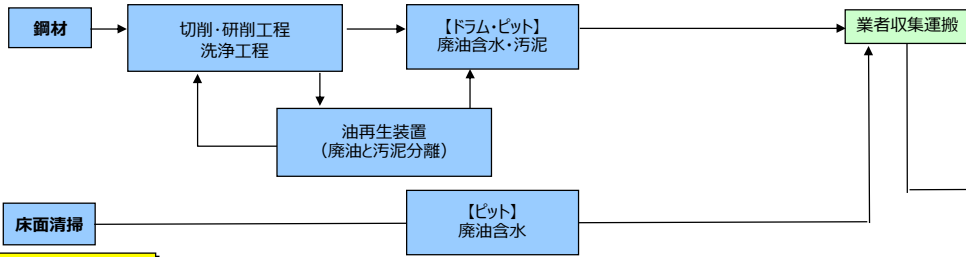 鋼材
切削・研削工程
洗浄工程
【ドラム・ピット】
廃油含水・汚泥
業者収集運搬
油再生装置
（廃油と汚泥分離）
床面清掃
【ピット】
廃油含水